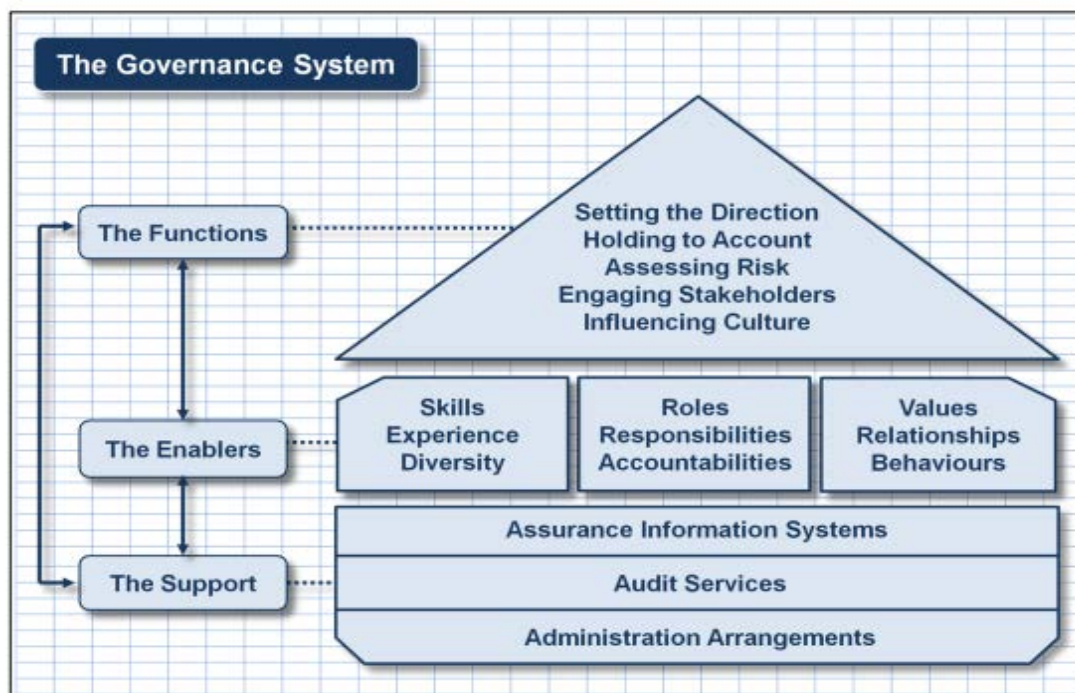 The Governance System
The Functions
Setting the Direction
Holding to Account
Assessing Risk
Engaging Stakeholders
Influencing Culture
The Enablers
Skills
Experience
Diversity
Roles
Responsibilities
Accountabilities
Values
Relationships
Behaviours
The Support
Assurance Information Systems
Audit Services
Administration Arrangements